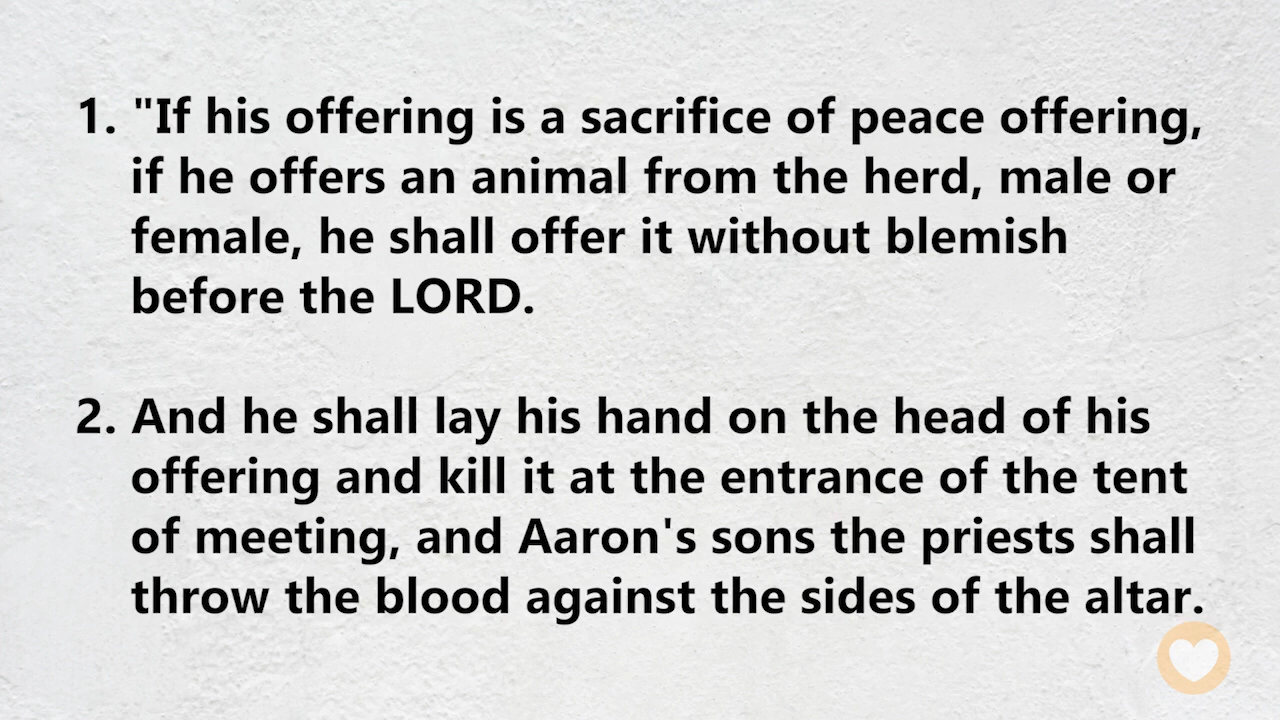 1. "If his offering is a sacrifice of peace offering,
if he offers an animal from the herd, male or
female, he shall offer it without blemish
before the LORD.
2. And he shall lay his hand on the head of his
offering and kill it at the entrance of the tent
of meeting, and Aaron's sons the priests shall
throw the blood against the sides of the altar.